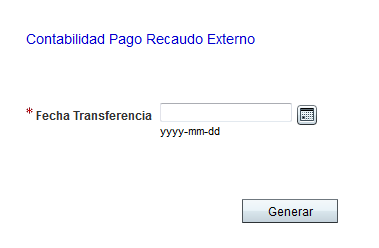 Contabilidad Pago Recaudo Externo
* Fecha Transferencia
yyyy-mm-dd
Generar